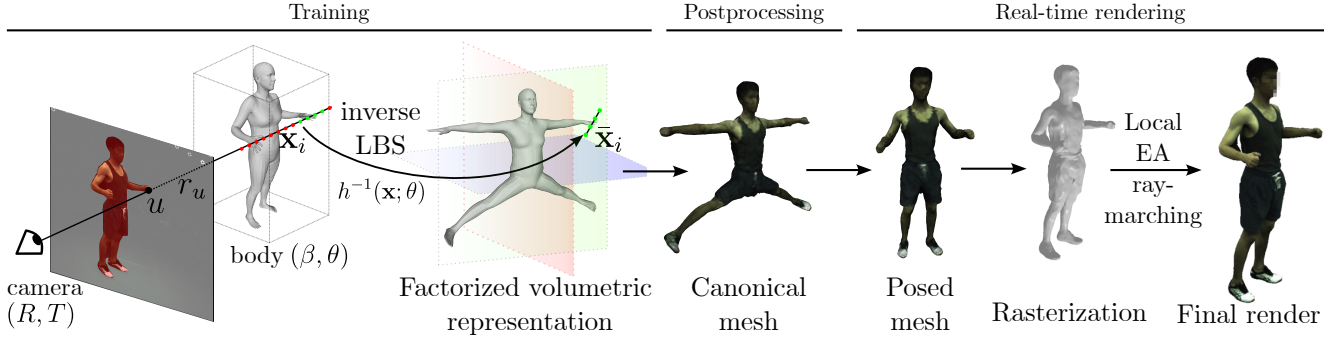 Training
Postprocessing
Real-time rendering
inverse
LBS
h⁻¹(x; θ)
x_i
x̄_i
r_u
u
body (β, θ)
camera
(R, T)
Factorized volumetric
representation
Canonical
mesh
Posed
mesh
Rasterization
Local
EA
ray-
marching
Final render